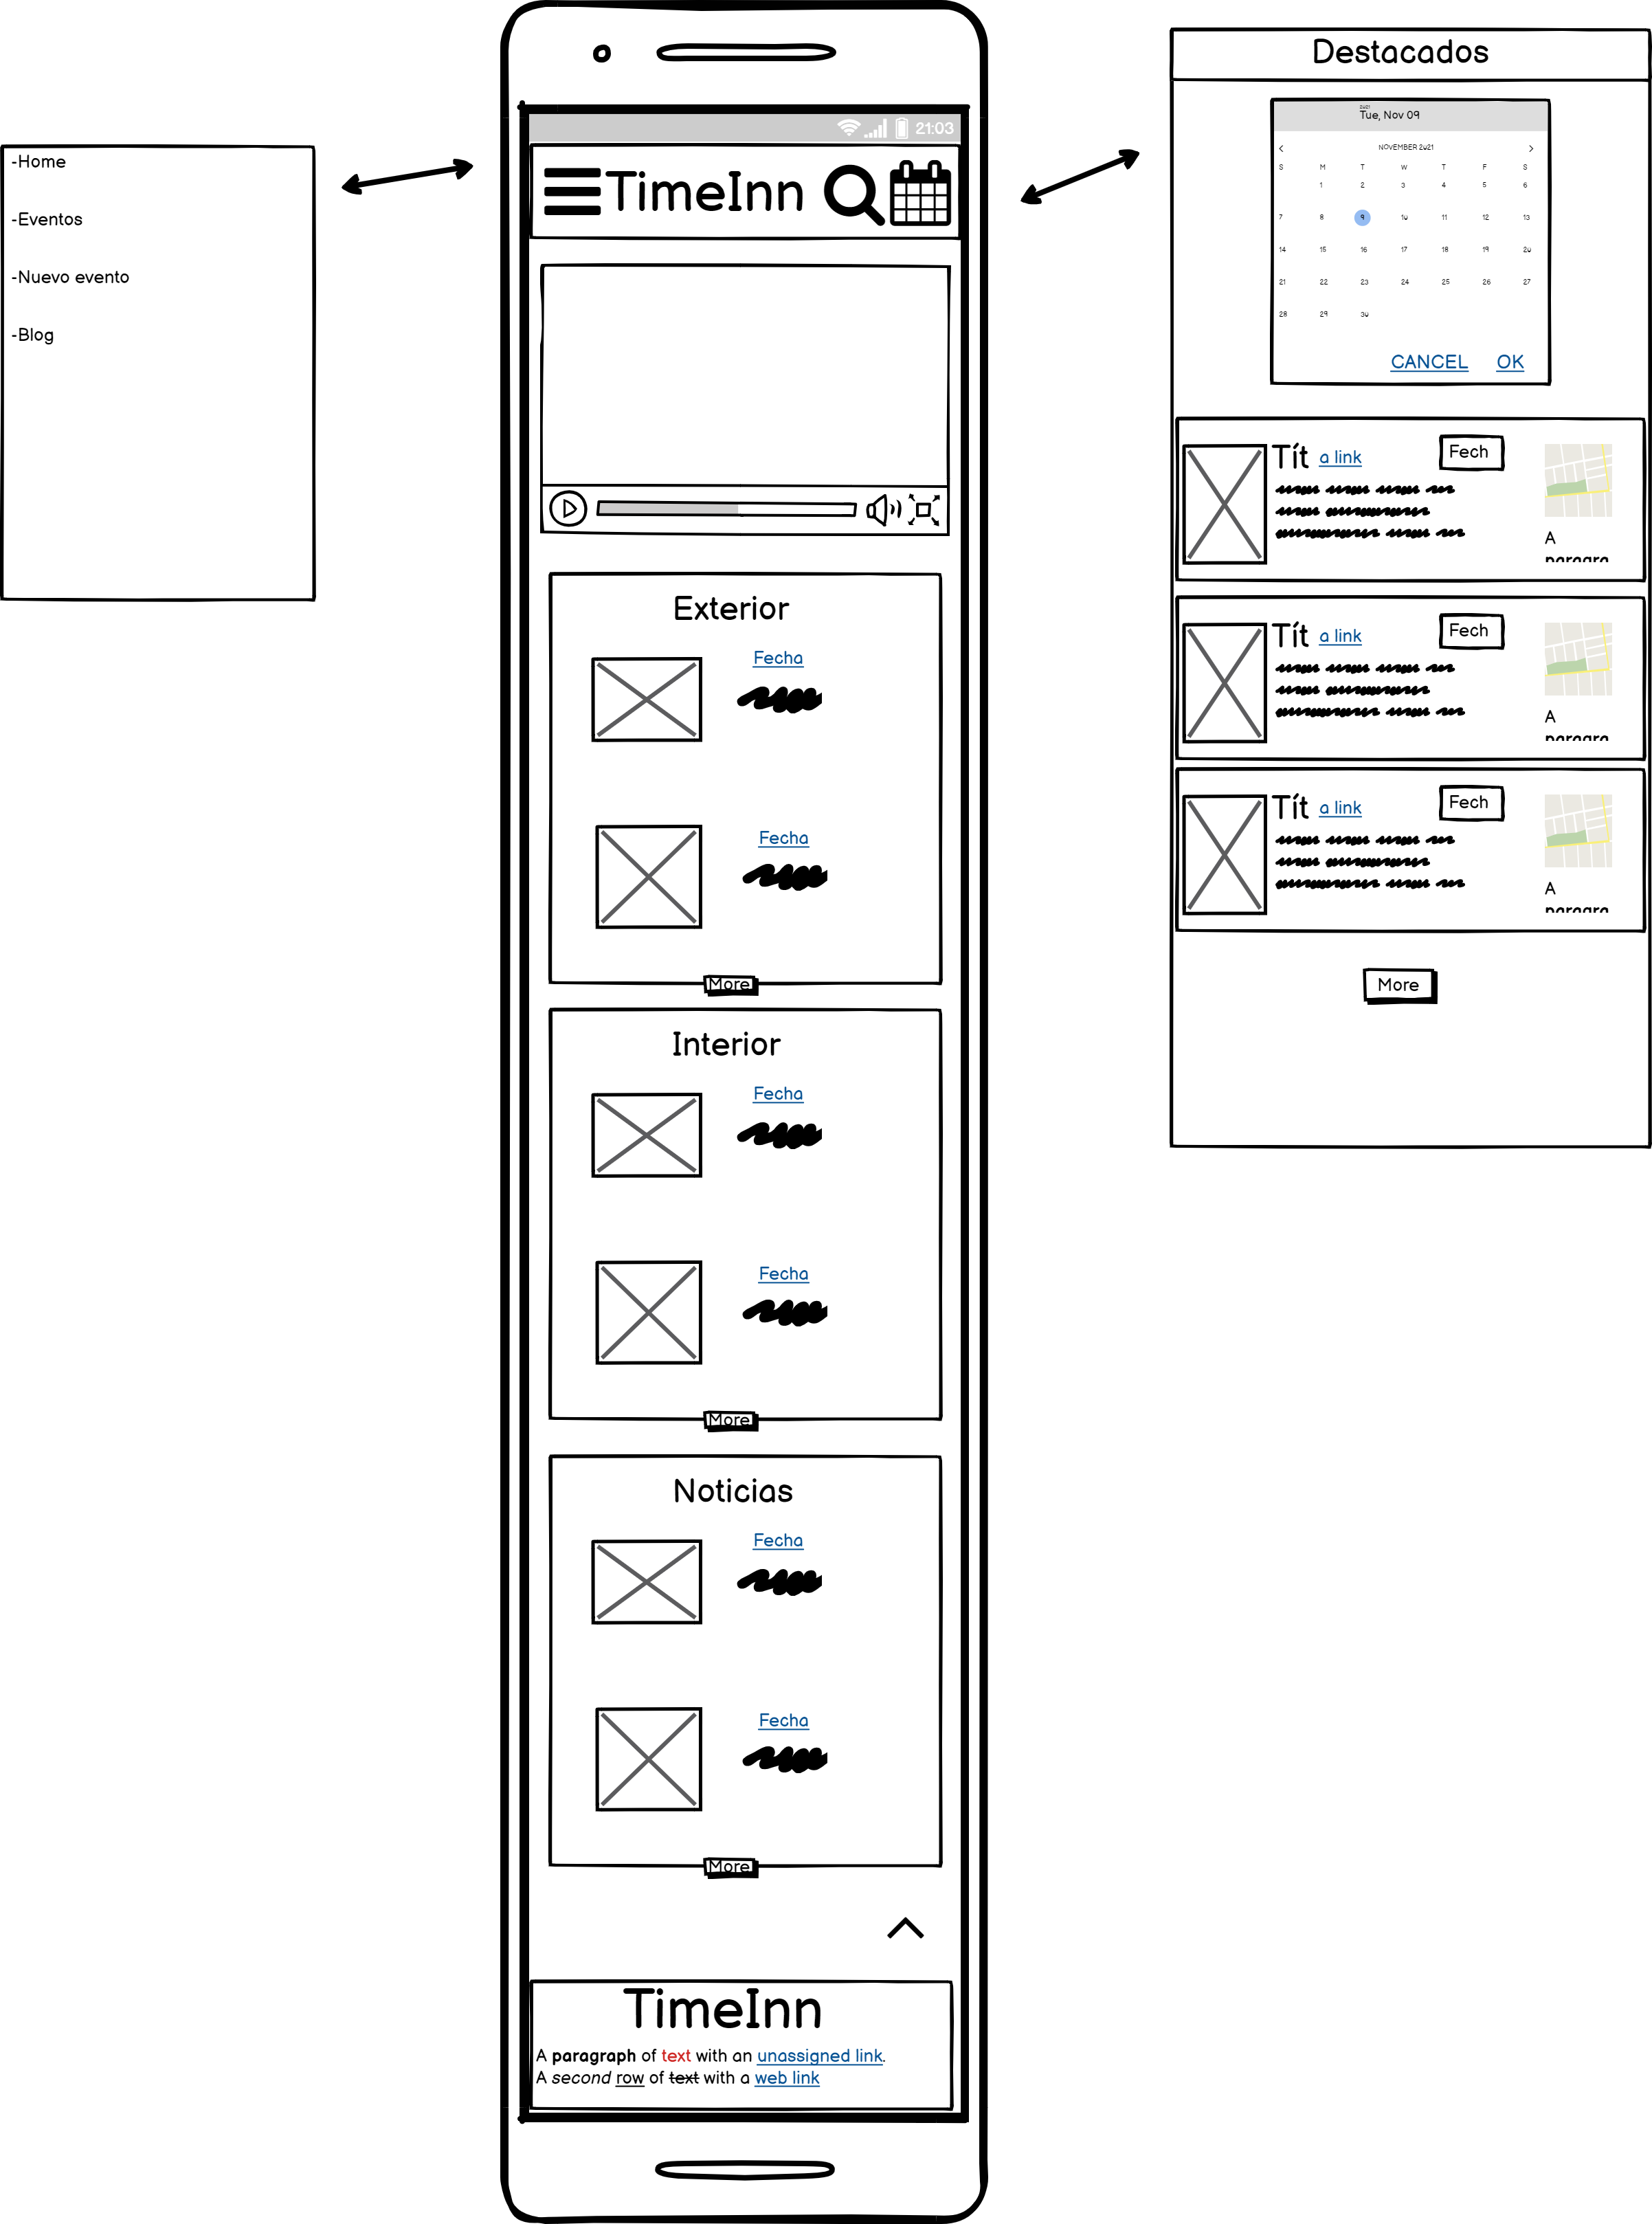 -Home
-Eventos
-Nuevo evento
-Blog
21:03
TimeInn
Exterior
Fecha
Fecha
More
Interior
Fecha
Fecha
More
Noticias
Fecha
Fecha
More
TimeInn
A paragraph of text with an unassigned link.
A second row of text with a web link
Destacados
2021
Tue, Nov 09
NOVEMBER 2021
S M T W T F S
1 2 3 4 5 6
7 8 9 10 11 12 13
14 15 16 17 18 19 20
21 22 23 24 25 26 27
28 29 30
CANCEL OK
Tít a link Fech
A
paragra
Tít a link Fech
A
paragra
Tít a link Fech
A
paragra
More